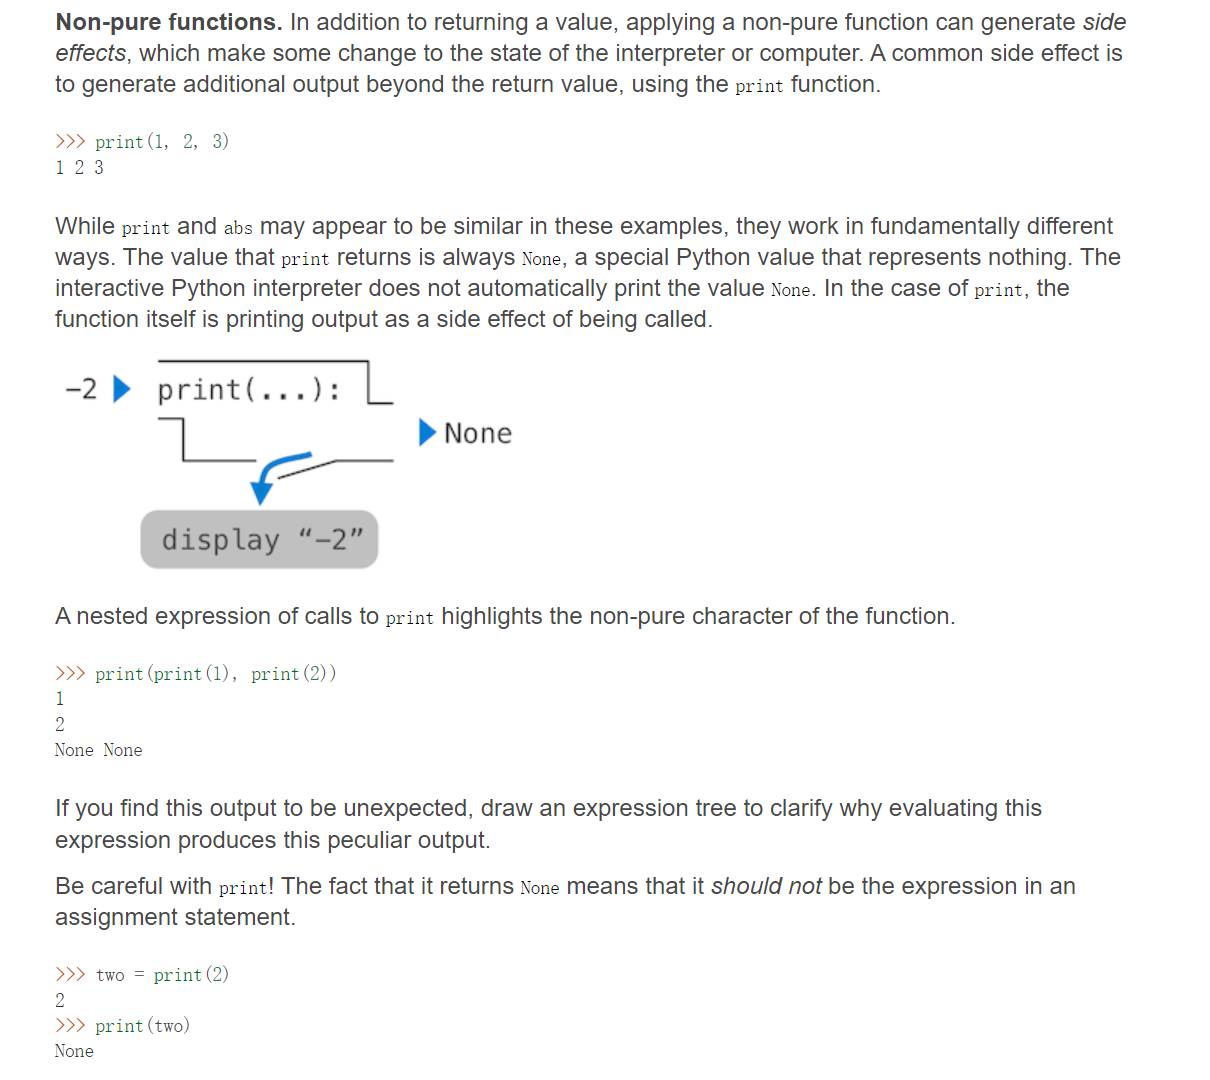 Non-pure functions. In addition to returning a value, applying a non-pure function can generate side
effects, which make some change to the state of the interpreter or computer. A common side effect is
to generate additional output beyond the return value, using the print function.
>>> print(1, 2, 3)
1 2 3
While print and abs may appear to be similar in these examples, they work in fundamentally different
ways. The value that print returns is always None, a special Python value that represents nothing. The
interactive Python interpreter does not automatically print the value None. In the case of print, the
function itself is printing output as a side effect of being called.
−2 print(...):
None
display “−2”
A nested expression of calls to print highlights the non-pure character of the function.
>>> print(print(1), print(2))
1
2
None None
If you find this output to be unexpected, draw an expression tree to clarify why evaluating this
expression produces this peculiar output.
Be careful with print! The fact that it returns None means that it should not be the expression in an
assignment statement.
>>> two = print(2)
2
>>> print(two)
None